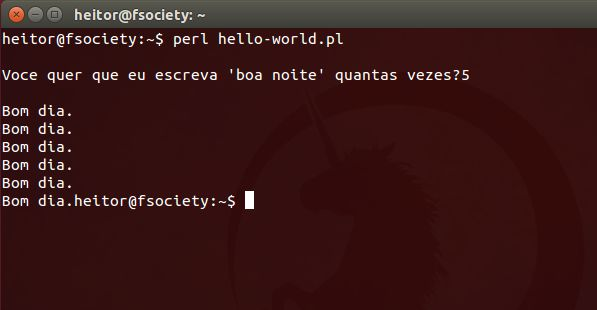 heitor@fsociety: ~
heitor@fsociety:~$ perl hello-world.pl
Voce quer que eu escreva 'boa noite' quantas vezes?5
Bom dia.
Bom dia.
Bom dia.
Bom dia.
Bom dia.
Bom dia.heitor@fsociety:~$